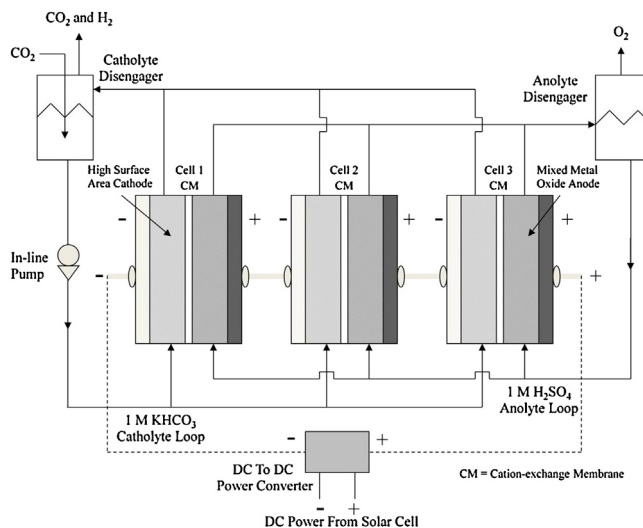 CO2 and H2
CO2
Catholyte
Disengager
O2
Anolyte
Disengager
High Surface
Area Cathode
Cell 1
CM
Cell 2
CM
Cell 3
CM
Mixed Metal
Oxide Anode
- + - + - +
In-line
Pump
- +
1 M KHCO3
Catholyte Loop
1 M H2SO4
Anolyte Loop
- +
DC To DC
Power Converter
CM = Cation-exchange Membrane
- +
DC Power From Solar Cell